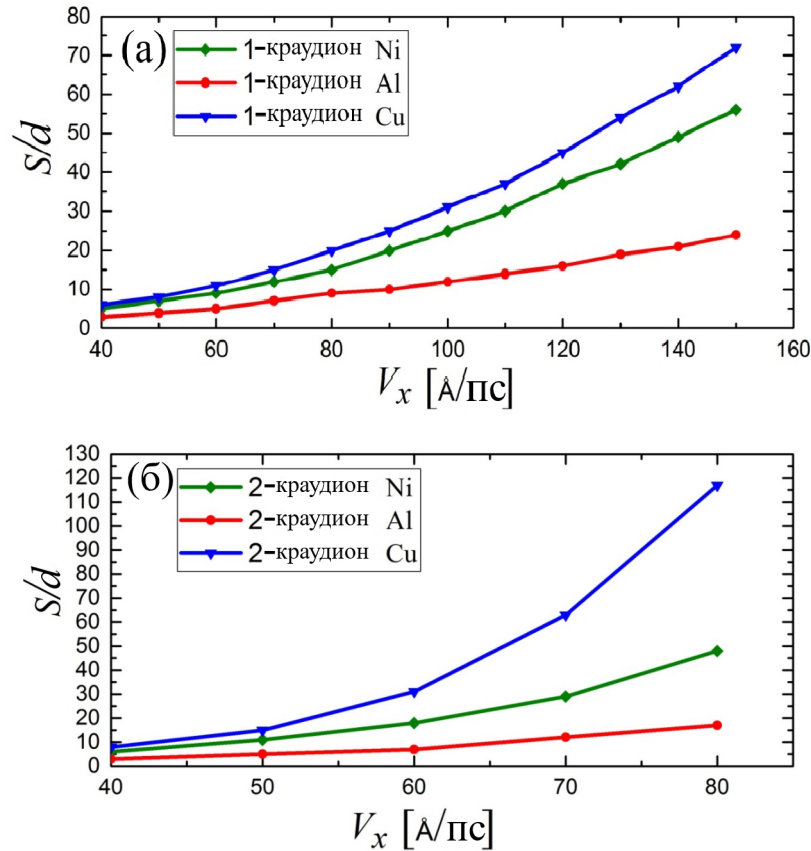 (а)
1-краудион Ni
1-краудион Al
1-краудион Cu
S/d
80
70
60
50
40
30
20
10
0
40 60 80 100 120 140 160
Vₓ [Å/пс]
(б)
2-краудион Ni
2-краудион Al
2-краудион Cu
S/d
130
120
110
100
90
80
70
60
50
40
30
20
10
0
40 50 60 70 80
Vₓ [Å/пс]